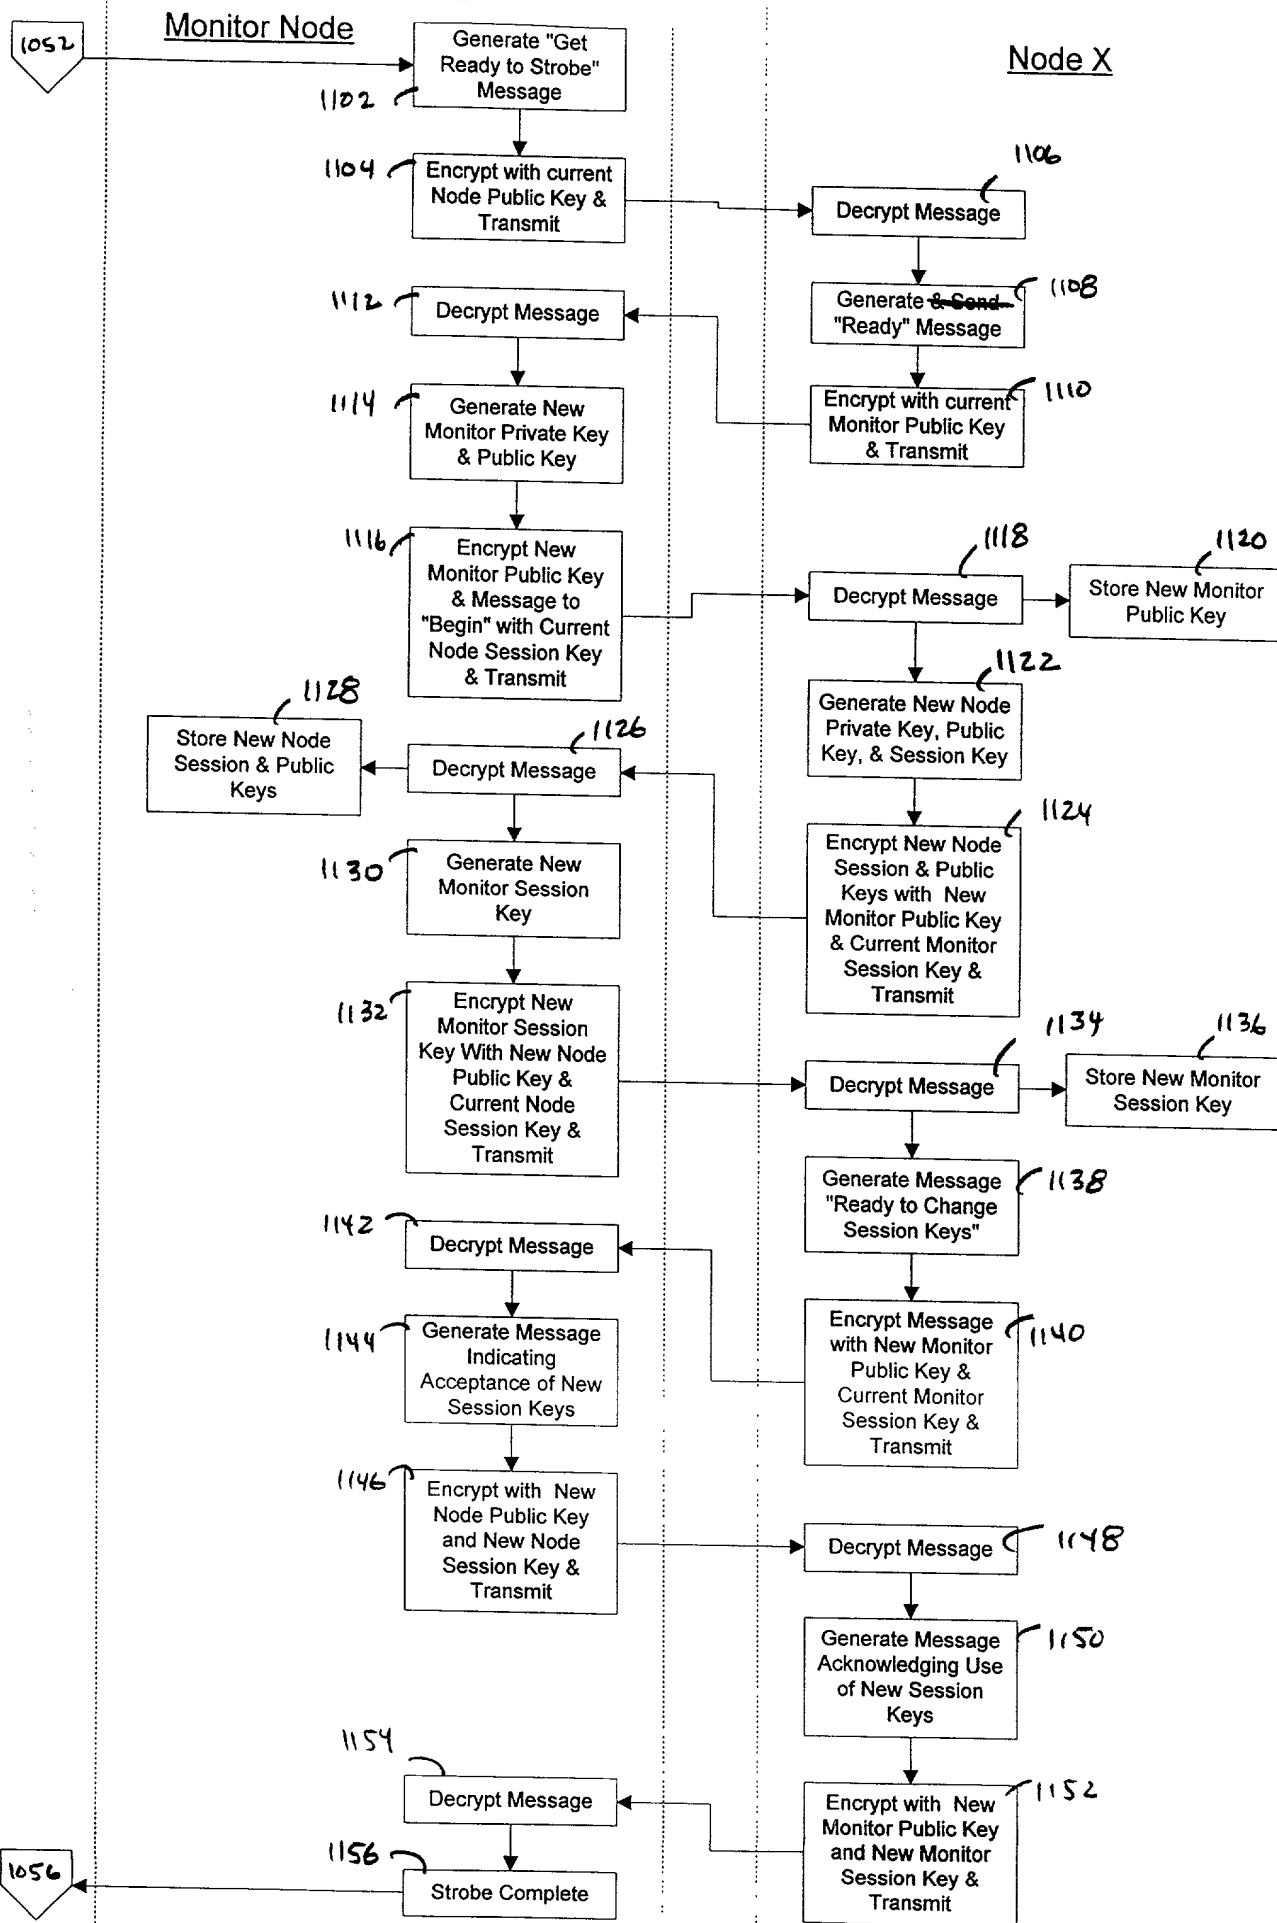 1052
Monitor Node
Node X
Generate "Get
Ready to Strobe"
Message
1102
1104
Encrypt with current
Node Public Key &
Transmit
1106
Decrypt Message
1108
Generate & Send
"Ready" Message
1110
Encrypt with current
Monitor Public Key
& Transmit
1112
Decrypt Message
1114
Generate New
Monitor Private Key
& Public Key
1116
Encrypt New
Monitor Public Key
& Message to
"Begin" with Current
Node Session Key
& Transmit
1118
Decrypt Message
1120
Store New Monitor
Public Key
1122
Generate New Node
Private Key, Public
Key, & Session Key
1124
Encrypt New Node
Session & Public
Keys with New
Monitor Public Key
& Current Monitor
Session Key &
Transmit
1126
Decrypt Message
1128
Store New Node
Session & Public
Keys
1130
Generate New
Monitor Session
Key
1132
Encrypt New
Monitor Session
Key With New Node
Public Key &
Current Node
Session Key &
Transmit
1134
Decrypt Message
1136
Store New Monitor
Session Key
1138
Generate Message
"Ready to Change
Session Keys"
1140
Encrypt Message
with New Monitor
Public Key &
Current Monitor
Session Key &
Transmit
1142
Decrypt Message
1144
Generate Message
Indicating
Acceptance of New
Session Keys
1146
Encrypt with New
Node Public Key
and New Node
Session Key &
Transmit
1148
Decrypt Message
1150
Generate Message
Acknowledging Use
of New Session
Keys
1152
Encrypt with New
Monitor Public Key
and New Monitor
Session Key &
Transmit
1154
Decrypt Message
1156
Strobe Complete
1056